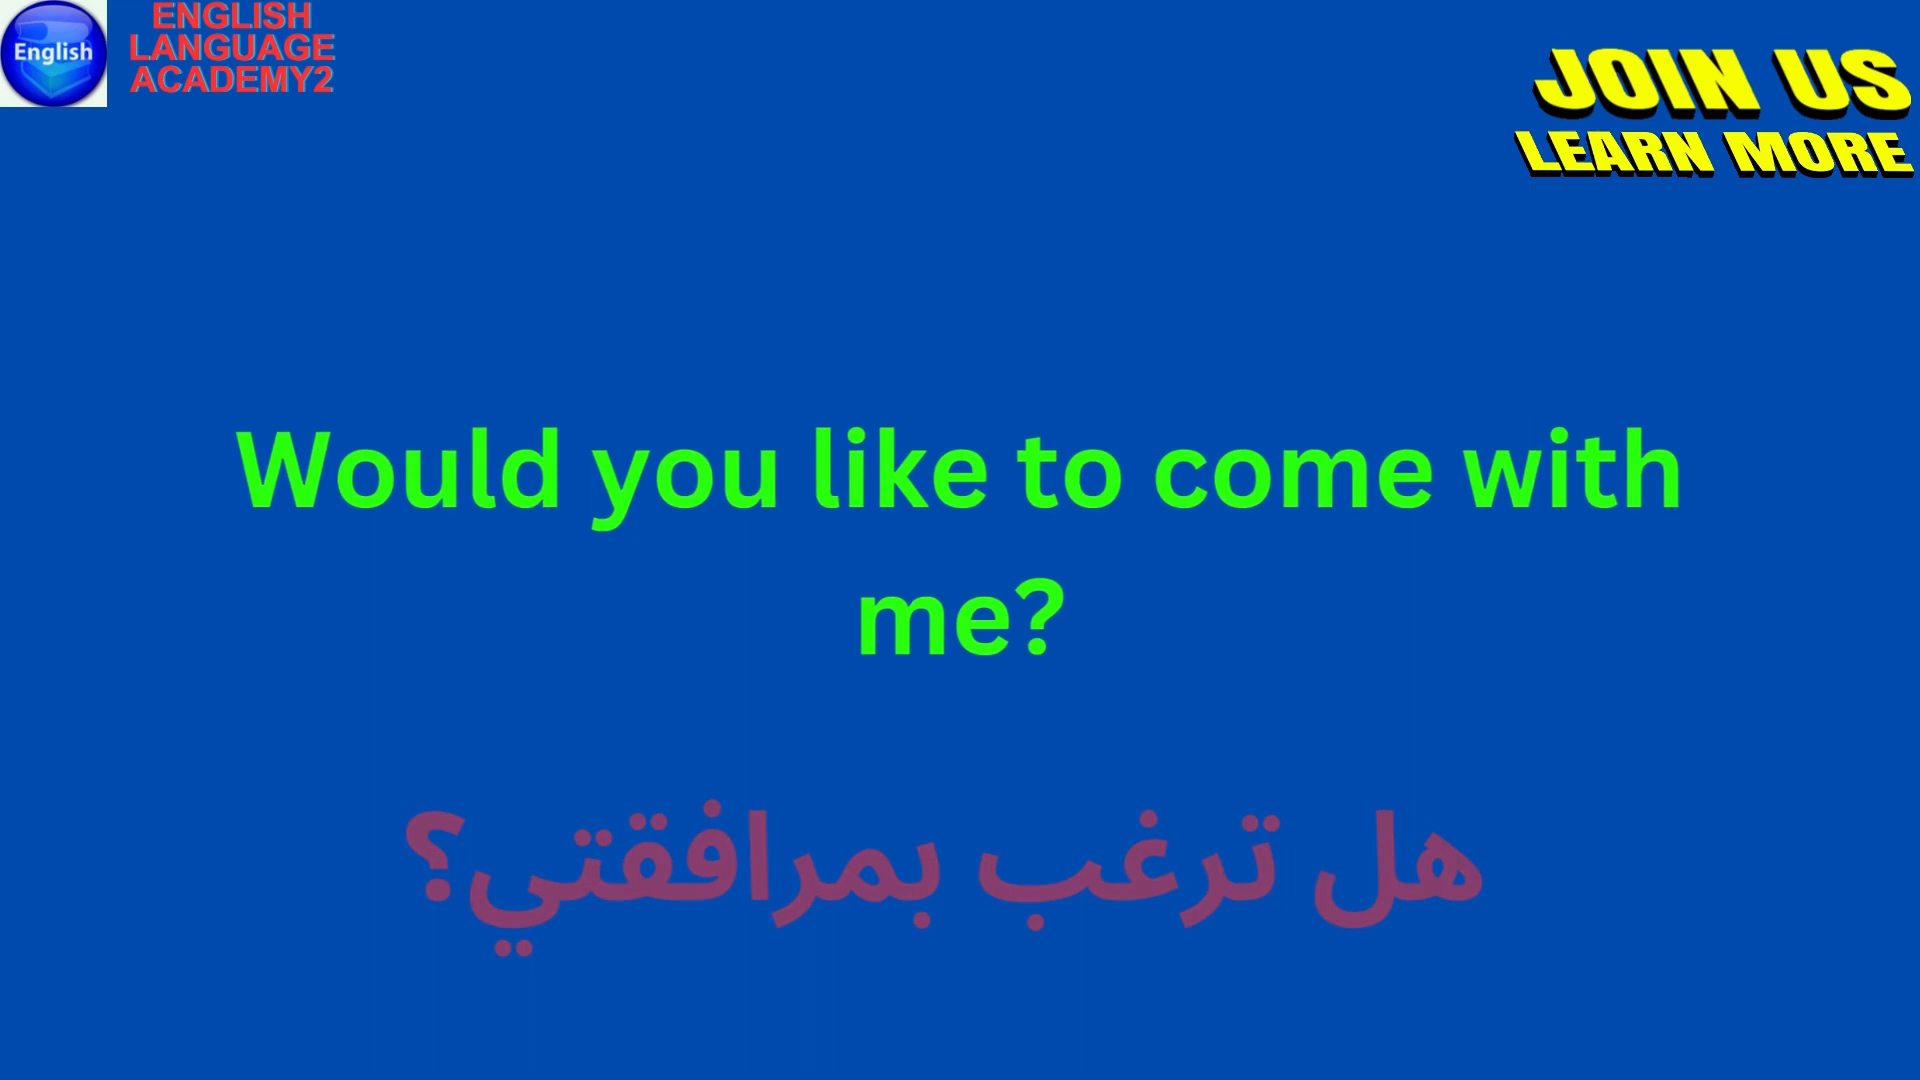 English
ENGLISH
LANGUAGE
ACADEMY2
JOIN US
LEARN MORE
Would you like to come with
me?
هل ترغب بمرافقتي؟